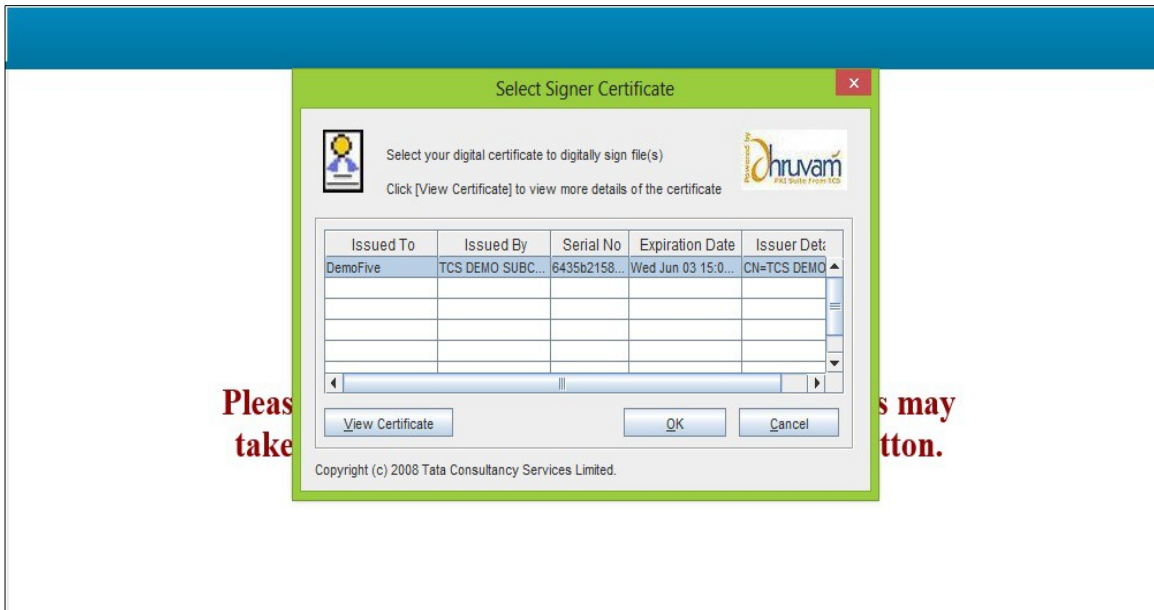 Select Signer Certificate
x
Select your digital certificate to digitally sign file(s)
Click [View Certificate] to view more details of the certificate
Powered by
Dhruvam
PKI Suite From TCS
Issued To Issued By Serial No Expiration Date Issuer Deta
DemoFive TCS DEMO SUBC... 6435b2158... Wed Jun 03 15:0... CN=TCS DEMO
Pleas s may
take tton.
View Certificate OK Cancel
Copyright (c) 2008 Tata Consultancy Services Limited.